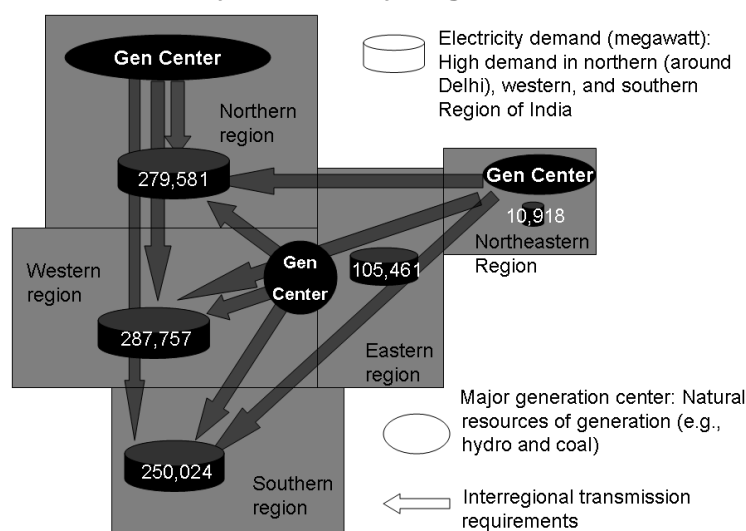 Gen Center
Electricity demand (megawatt):
High demand in northern (around
Delhi), western, and southern
Region of India
Northern
region
279,581
Gen Center
10,918
Northeastern
Region
Western
region
Gen
Center
105,461
287,757
Eastern
region
Major generation center: Natural
resources of generation (e.g.,
hydro and coal)
250,024
Southern
region
Interregional transmission
requirements